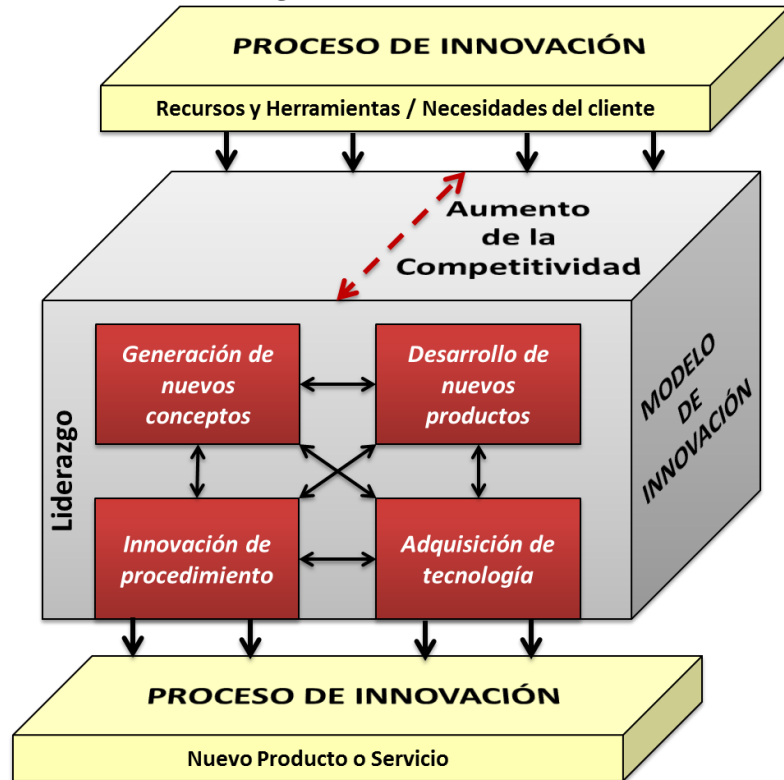 PROCESO DE INNOVACIÓN
Recursos y Herramientas / Necesidades del cliente
Aumento
de la
Competitividad
Generación de
nuevos
conceptos
Desarrollo de
nuevos
productos
Liderazgo
MODELO
DE
INNOVACIÓN
Innovación de
procedimiento
Adquisición de
tecnología
PROCESO DE INNOVACIÓN
Nuevo Producto o Servicio